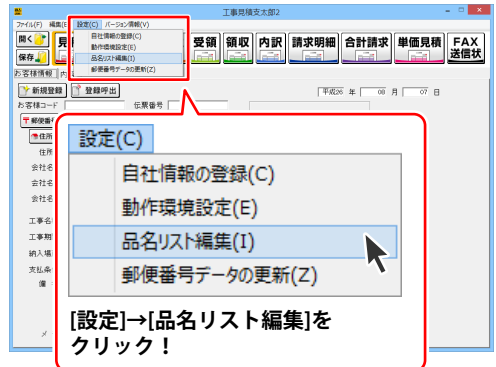 工事見積支太郎2
ファイル(F) 編集(E) 設定(C) バージョン情報(V)
自社情報の登録(C)
動作環境設定(E)
品名リスト編集(I)
郵便番号データの更新(Z)
開く 見 受領 領収 内訳 請求明細 合計請求 単価見積 FAX送信状
保存
お客様情報 内
新規登録 登録呼出 平成26 年 08 月 07 日
お客様コード 伝票番号
〒郵便番
住所
住所
会社名
会社名
会社名
工事名
工事期
納入場
支払条
備
メ
設定(C)
自社情報の登録(C)
動作環境設定(E)
品名リスト編集(I)
郵便番号データの更新(Z)
[設定]→[品名リスト編集]を
クリック！